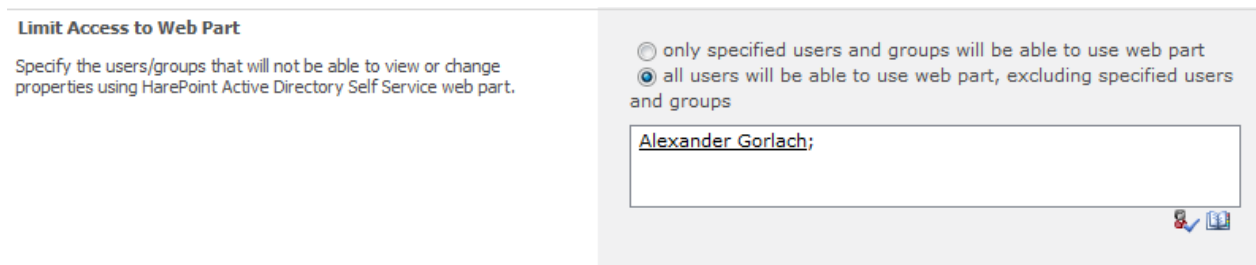 Limit Access to Web Part
Specify the users/groups that will not be able to view or change
properties using HarePoint Active Directory Self Service web part.
only specified users and groups will be able to use web part
all users will be able to use web part, excluding specified users
and groups
Alexander Gorlach;